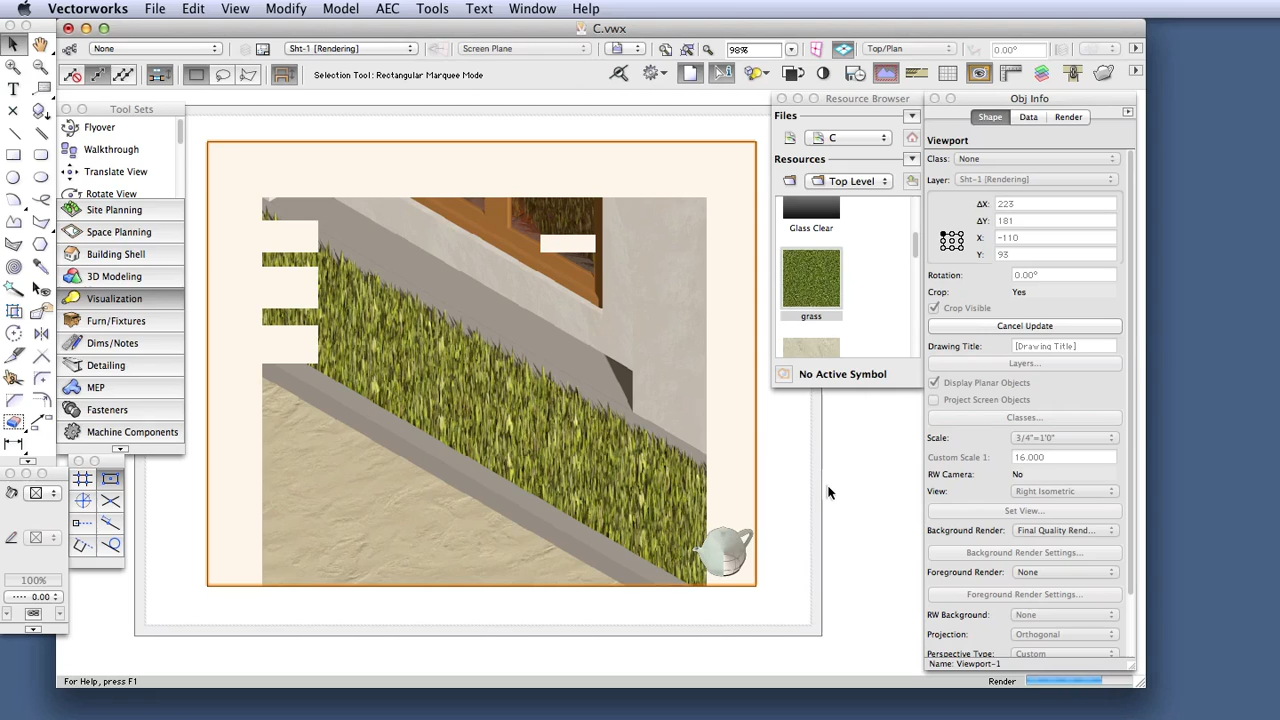 Vectorworks File Edit View Modify Model AEC Tools Text Window Help
C.vwx
None Sht-1 [Rendering] Screen Plane 98% Top/Plan 0.00°
Selection Tool: Rectangular Marquee Mode
Tool Sets
Flyover
Walkthrough
Translate View
Rotate View
Site Planning
Space Planning
Building Shell
3D Modeling
Visualization
Furn/Fixtures
Dims/Notes
Detailing
MEP
Fasteners
Machine Components
100%
0.00
Resource Browser
Files
C
Resources
Top Level
Glass Clear
grass
No Active Symbol
Obj Info
Shape Data Render
Viewport
Class: None
Layer: Sht-1 [Rendering]
ΔX: 223
ΔY: 181
X: -110
Y: 93
Rotation: 0.00°
Crop: Yes
Crop Visible
Cancel Update
Drawing Title: [Drawing Title]
Layers...
Display Planar Objects
Project Screen Objects
Classes...
Scale: 3/4"=1'0"
Custom Scale 1: 16.000
RW Camera: No
View: Right Isometric
Set View...
Background Render: Final Quality Rend...
Background Render Settings...
Foreground Render: None
Foreground Render Settings...
RW Background: None
Projection: Orthogonal
Perspective Type: Custom
Name: Viewport-1
For Help, press F1 Render